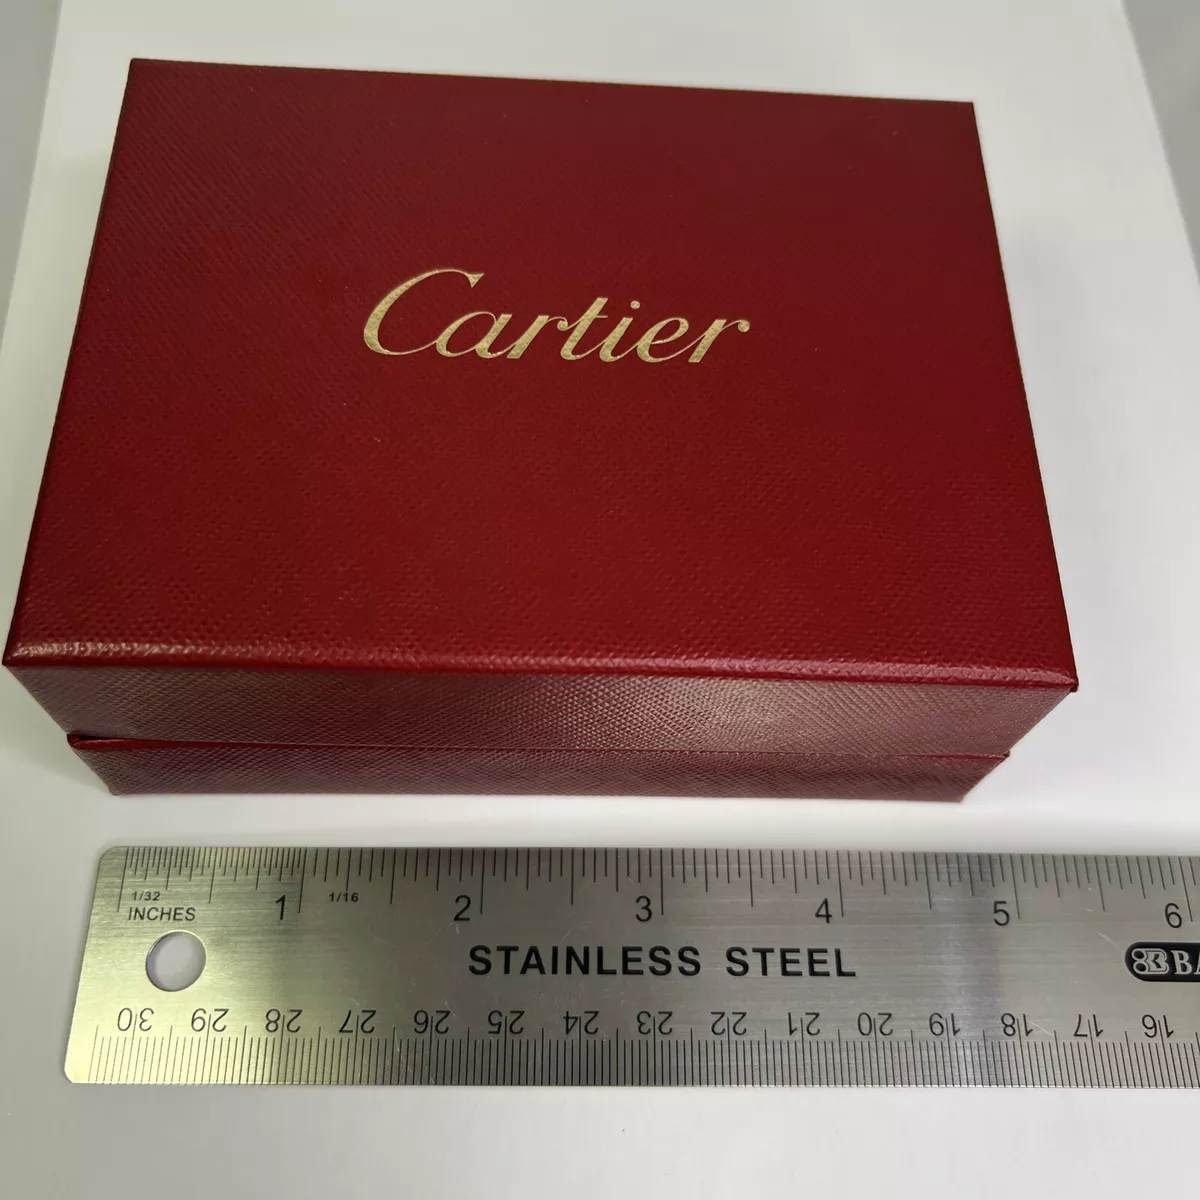 Cartier
1/32
INCHES
1 1/16 2 3 4 5 6
STAINLESS STEEL
BA
30 29 28 27 26 25 24 23 22 21 20 19 18 17 16